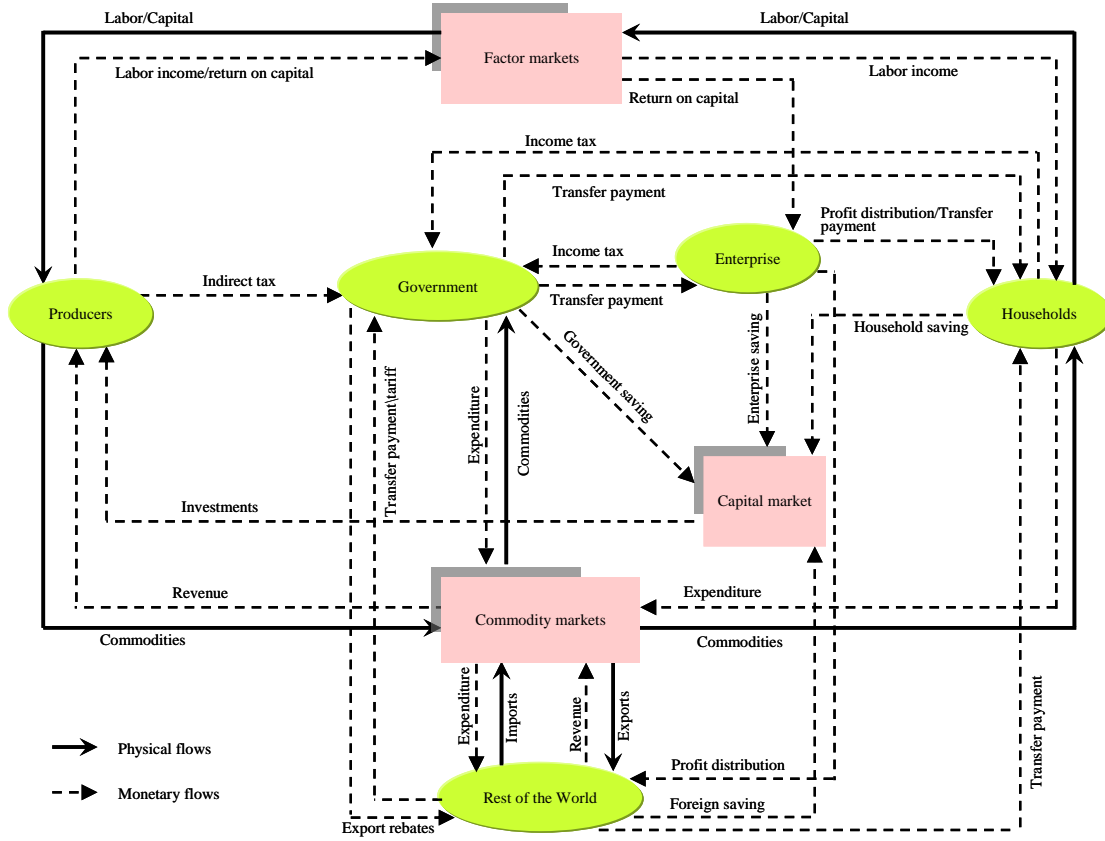 Labor/Capital
Labor/Capital
Factor markets
Labor income/return on capital
Labor income
Return on capital
Income tax
Transfer payment
Profit distribution/Transfer
payment
Income tax
Enterprise
Indirect tax
Government
Transfer payment
Producers
Households
Household saving
Government saving
Enterprise saving
Transfer payment\tariff
Expenditure
Commodities
Capital market
Investments
Revenue
Expenditure
Commodity markets
Commodities
Commodities
Expenditure
Imports
Revenue
Exports
Transfer payment
Physical flows
Profit distribution
Monetary flows
Rest of the World
Foreign saving
Export rebates